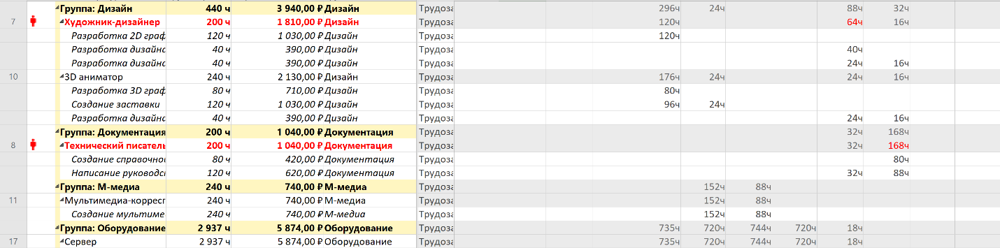 Группа: Дизайн 440 ч 3 940,00 ₽ Дизайн Трудоза 296ч 24ч 88ч 32ч
7 Художник-дизайнер 200 ч 1 810,00 ₽ Дизайн Трудоза 120ч 64ч 16ч
Разработка 2D граф 120 ч 1 030,00 ₽ Дизайн Трудоза 120ч
Разработка дизайна 40 ч 390,00 ₽ Дизайн Трудоза 40ч
Разработка дизайна 40 ч 390,00 ₽ Дизайн Трудоза 24ч 16ч
10 3D аниматор 240 ч 2 130,00 ₽ Дизайн Трудоза 176ч 24ч 24ч 16ч
Разработка 3D граф 80 ч 710,00 ₽ Дизайн Трудоза 80ч
Создание заставки 120 ч 1 030,00 ₽ Дизайн Трудоза 96ч 24ч
Разработка дизайна 40 ч 390,00 ₽ Дизайн Трудоза 24ч 16ч
Группа: Документация 200 ч 1 040,00 ₽ Документация Трудоза 32ч 168ч
8 Технический писатель 200 ч 1 040,00 ₽ Документация Трудоза 32ч 168ч
Создание справочно 80 ч 420,00 ₽ Документация Трудоза 80ч
Написание руководс 120 ч 620,00 ₽ Документация Трудоза 32ч 88ч
Группа: М-медиа 240 ч 740,00 ₽ М-медиа Трудоза 152ч 88ч
11 Мультимедиа-корресп 240 ч 740,00 ₽ М-медиа Трудоза 152ч 88ч
Создание мультиме 240 ч 740,00 ₽ М-медиа Трудоза 152ч 88ч
Группа: Оборудование 2 937 ч 5 874,00 ₽ Оборудование Трудоза 735ч 720ч 744ч 720ч 18ч
17 Сервер 2 937 ч 5 874,00 ₽ Оборудование Трудоза 735ч 720ч 744ч 720ч 18ч